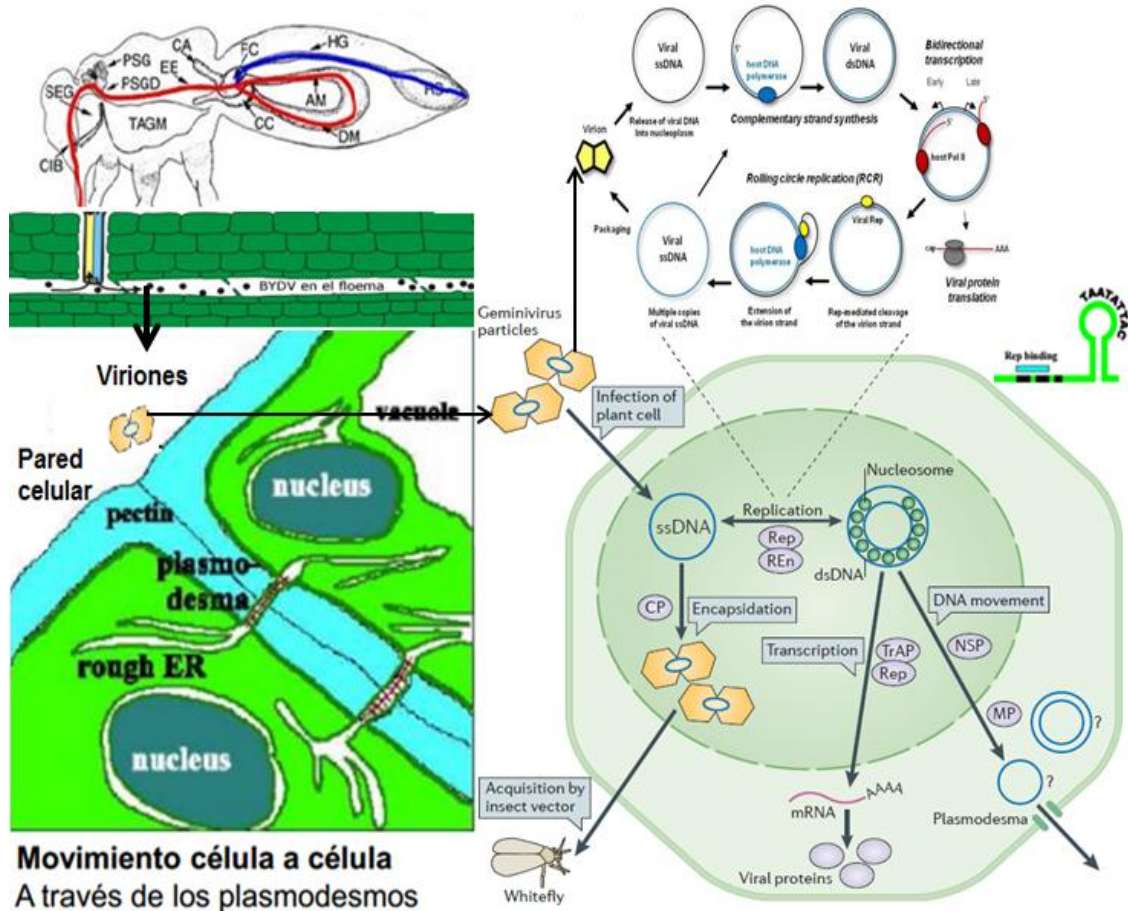 PSG
PSGD
SEG
EE
CA
FC
HG
AM
RS
TAGM
CC
DM
CIB
BYDV en el floema
Viriones
Pared
celular
vacuole
nucleus
pectin
plasmo-
desma
rough ER
nucleus
Movimiento célula a célula
A través de los plasmodesmos
Viral
ssDNA
5'
host DNA
polymerase
Viral
dsDNA
Bidirectional
transcription
Early
Late
5'
5'
host Pol II
Virion
Release of viral DNA
into nucleoplasm
Complementary strand synthesis
Rolling circle replication (RCR)
Viral Rep
Packaging
Viral
ssDNA
host DNA
polymerase
cap
AAA
Viral protein
translation
Multiple copies
of viral ssDNA
Extension of
the virion strand
Rep-mediated cleavage
of the virion strand
TAATATTAC
Rep binding
Geminivirus
particles
Infection of
plant cell
Nucleosome
ssDNA
Replication
Rep
REn
dsDNA
CP
Encapsidation
DNA movement
Transcription
TrAP
Rep
NSP
MP
?
?
Acquisition by
insect vector
mRNA
AAAA
Plasmodesma
Whitefly
Viral proteins